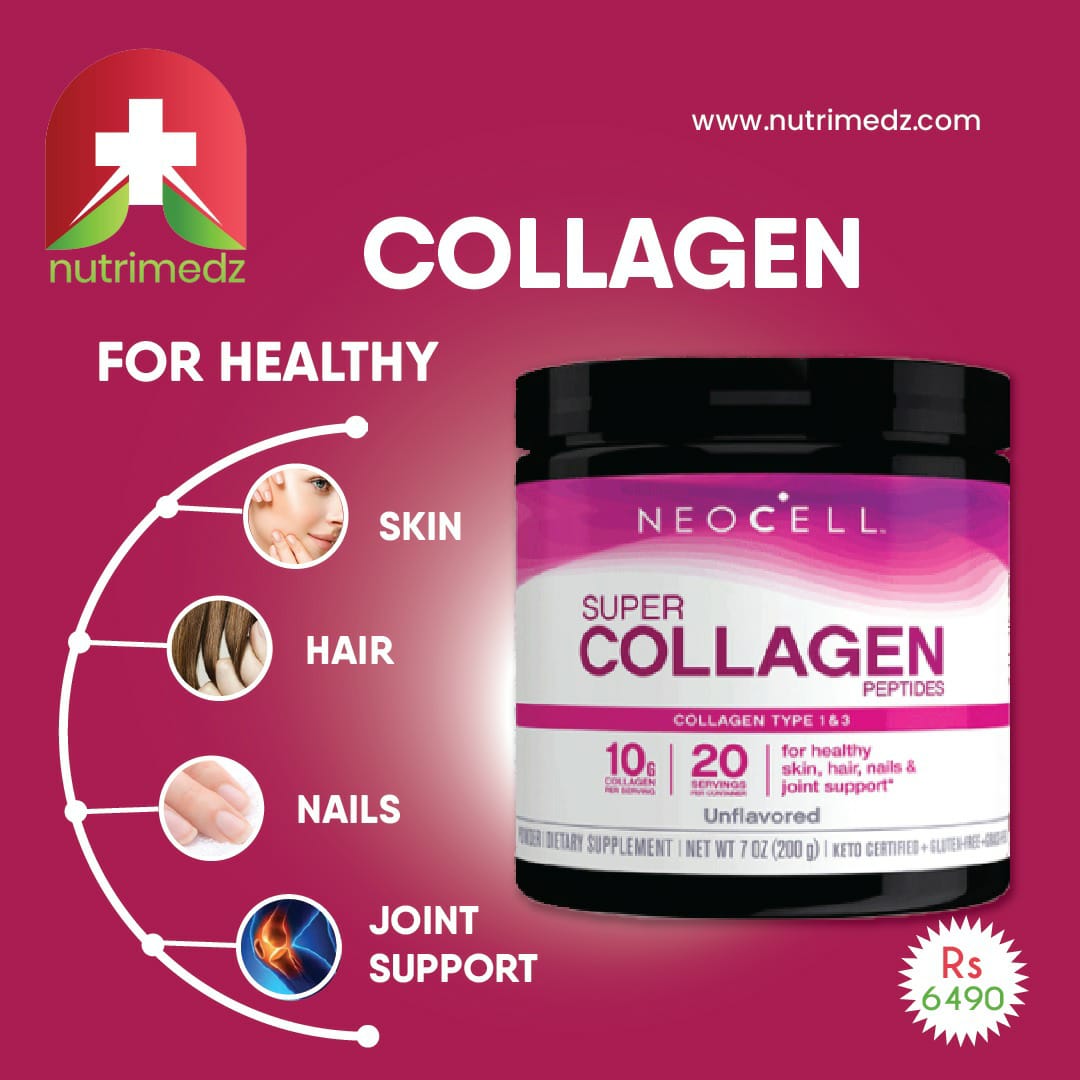 www.nutrimedz.com
nutrimedz
COLLAGEN
FOR HEALTHY
SKIN
HAIR
NAILS
JOINT
SUPPORT
NEOCELL
SUPER
COLLAGEN
PEPTIDES
COLLAGEN TYPE 1 & 3
10G
COLLAGEN
PER SERVING
20
SERVINGS
PER CONTAINER
for healthy
skin, hair, nails &
joint support*
Unflavored
POWDER | DIETARY SUPPLEMENT | NET WT 7 OZ (200 g) | KETO CERTIFIED + GLUTEN-FREE +
Rs
6490